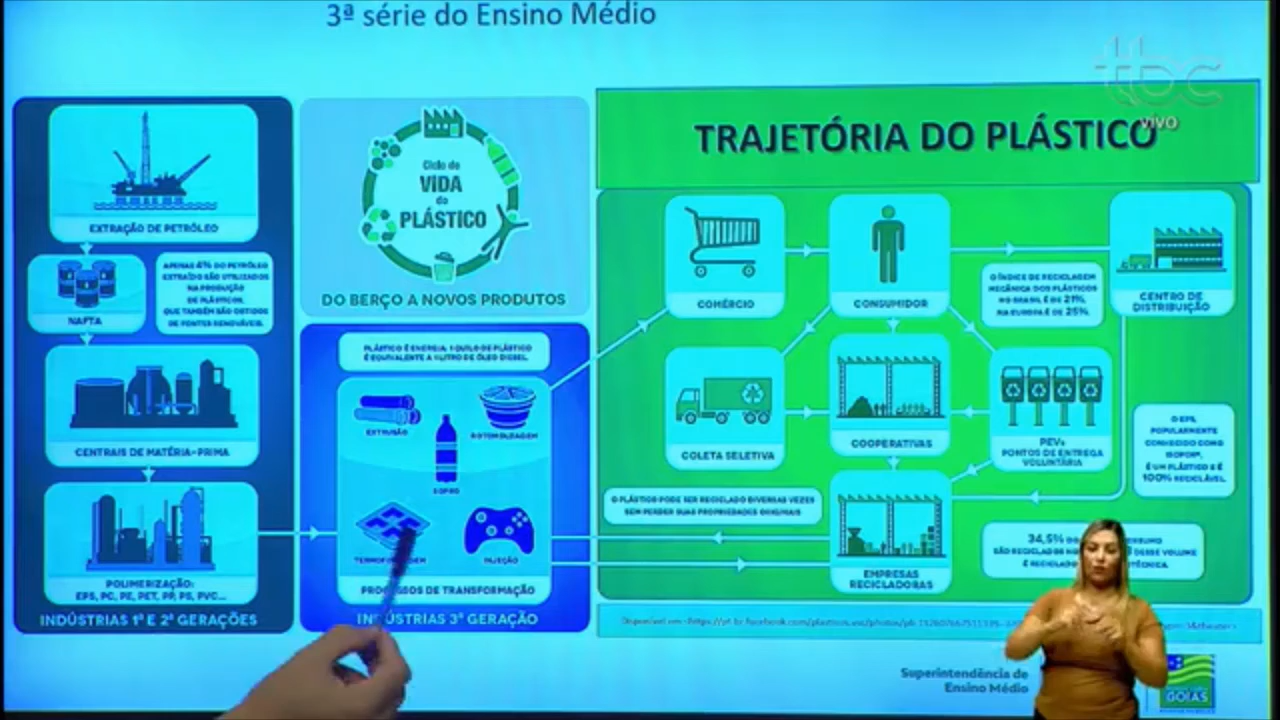 3ª série do Ensino Médio
tbc
vivo
EXTRAÇÃO DE PETRÓLEO
NAFTA
APENAS 4% DO PETRÓLEO
EXTRAÍDO SÃO UTILIZADOS
NA PRODUÇÃO
DE PLÁSTICOS,
QUE TAMBÉM SÃO OBTIDOS
DE FONTES RENOVÁVEIS.
CENTRAIS DE MATÉRIA-PRIMA
POLIMERIZAÇÃO:
EPS, PC, PE, PET, PP, PS, PVC...
INDÚSTRIAS 1ª E 2ª GERAÇÕES
Ciclo de
VIDA
do
PLÁSTICO
DO BERÇO A NOVOS PRODUTOS
PLÁSTICO É ENERGIA: 1 QUILO DE PLÁSTICO
É EQUIVALENTE A 1 LITRO DE ÓLEO DIESEL.
EXTRUSÃO
ROTOMOLDAGEM
SOPRO
INJEÇÃO
PROCESSOS DE TRANSFORMAÇÃO
INDÚSTRIAS 3ª GERAÇÃO
TRAJETÓRIA DO PLÁSTICO
COMÉRCIO
CONSUMIDOR
CENTRO DE
DISTRIBUIÇÃO
O ÍNDICE DE RECICLAGEM
MECÂNICA DOS PLÁSTICOS
NO BRASIL É DE 21%.
NA EUROPA É DE 25%.
COLETA SELETIVA
COOPERATIVAS
PEVs
PONTOS DE ENTREGA
VOLUNTÁRIA
O EPS,
POPULARMENTE
CONHECIDO COMO
ISOPOR®,
É UM PLÁSTICO E É
100% RECICLÁVEL.
O PLÁSTICO PODE SER RECICLADO DIVERSAS VEZES
SEM PERDER SUAS PROPRIEDADES ORIGINAIS
EMPRESAS
RECICLADORAS
34,5%
SÃO RECICLADOS DESSE VOLUME
É RECICLADO
Disponível em:
Superintendência de
Ensino Médio
GOIÁS